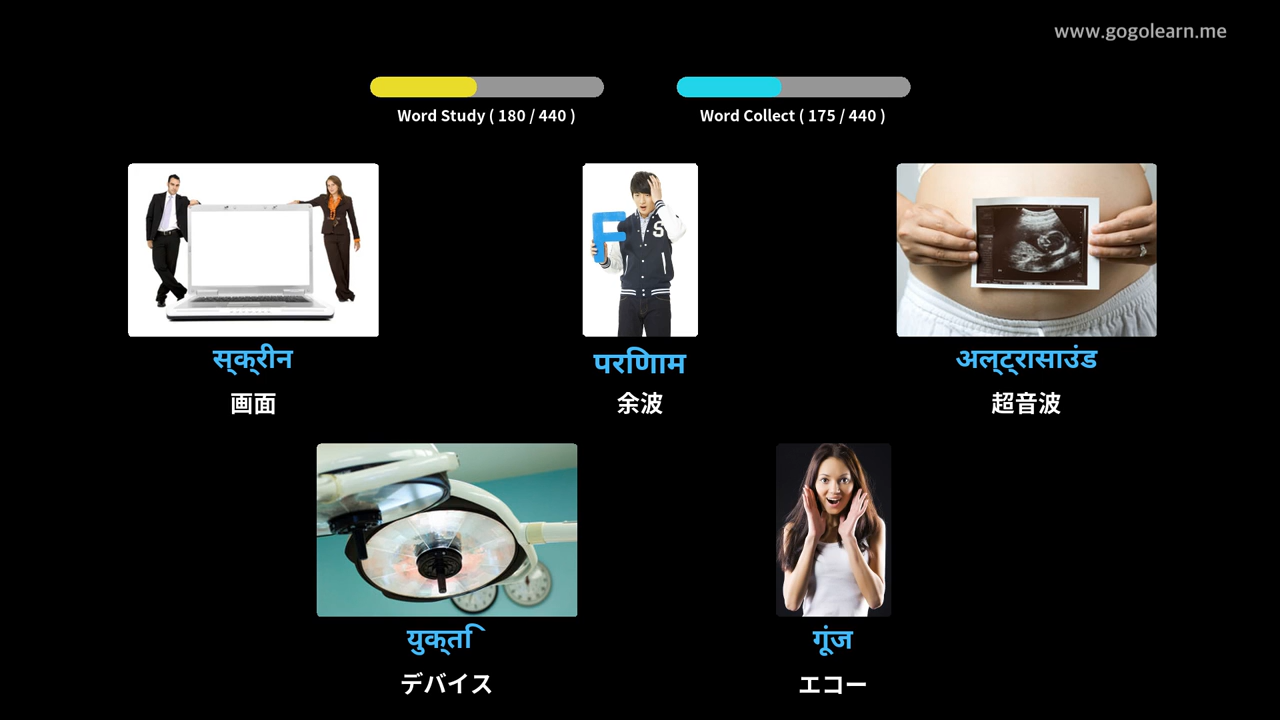 www.gogolearn.me
Word Study ( 180 / 440 )
Word Collect ( 175 / 440 )
स्क्रीन
परिणाम
अल्ट्रासाउंड
画面
余波
超音波
युक्ति
गूंज
デバイス
エコー